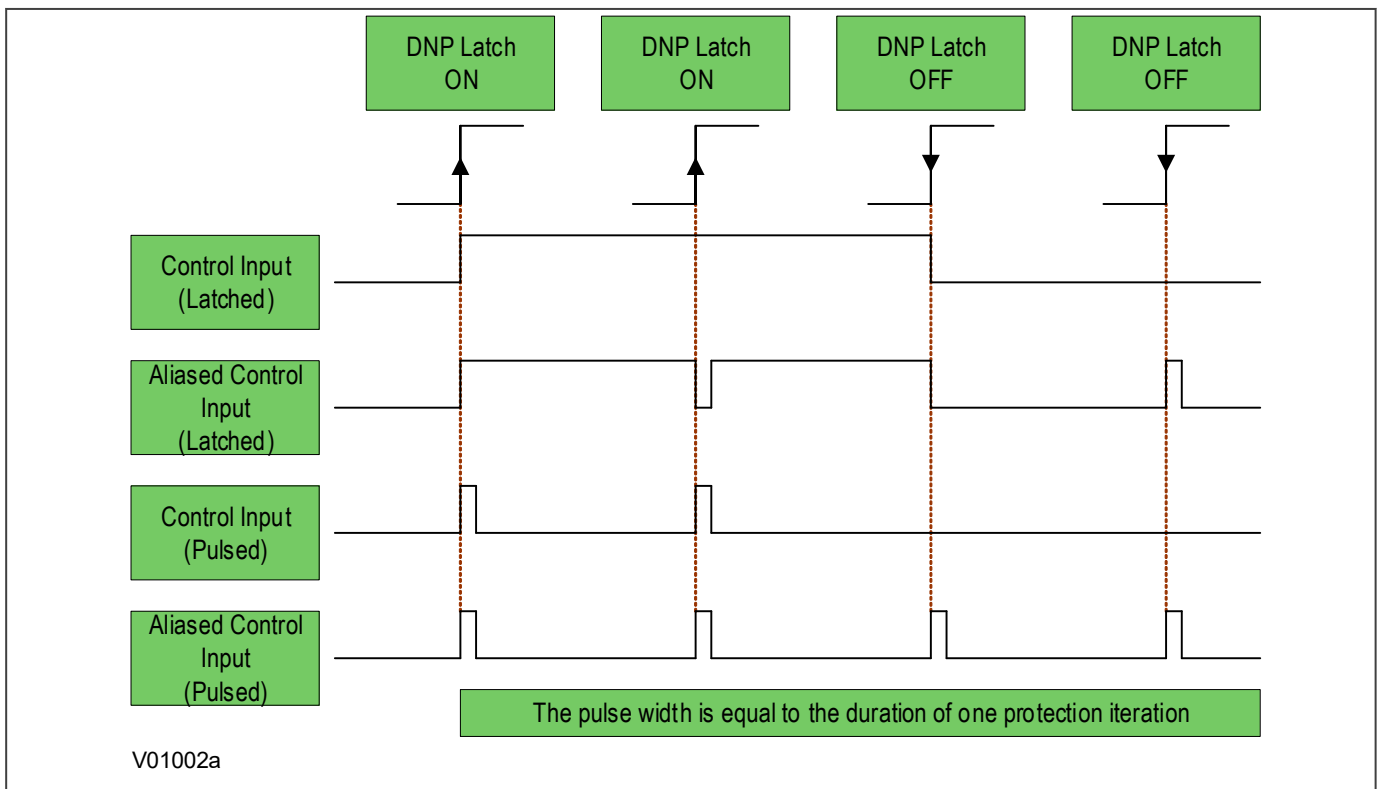 DNP Latch
ON
DNP Latch
ON
DNP Latch
OFF
DNP Latch
OFF
Control Input
(Latched)
Aliased Control
Input
(Latched)
Control Input
(Pulsed)
Aliased Control
Input
(Pulsed)
The pulse width is equal to the duration of one protection iteration
V01002a